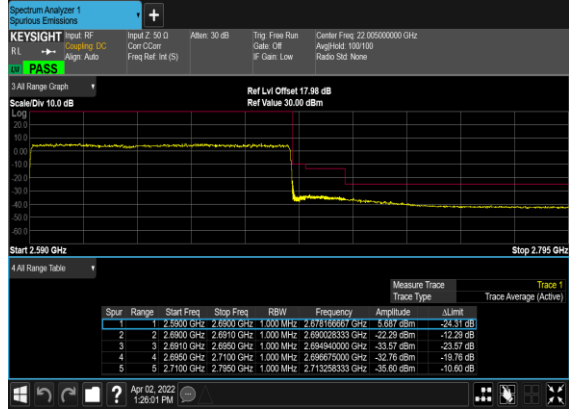 Spectrum Analyzer 1
Spurious Emissions
KEYSIGHT
RL
PASS
Input: RF
Coupling: DC
Align: Auto
Input Z: 50 Ω
Corr CCorr
Freq Ref: Int (S)
Atten: 30 dB
Trig: Free Run
Gate: Off
IF Gain: Low
Center Freq: 22.005000000 GHz
Avg|Hold: 100/100
Radio Std: None
3 All Range Graph
Scale/Div 10.0 dB
Ref Lvl Offset 17.98 dB
Ref Value 30.00 dBm
Log
20.0
10.0
0.00
-10.0
-20.0
-30.0
-40.0
-50.0
-60.0
Start 2.590 GHz
Stop 2.795 GHz
4 All Range Table
Measure Trace Trace 1
Trace Type Trace Average (Active)
Spur Range Start Freq Stop Freq RBW Frequency Amplitude ΔLimit
1 1 2.5900 GHz 2.6900 GHz 1.000 MHz 2.678166667 GHz 5.687 dBm -24.31 dB
2 2 2.6900 GHz 2.6910 GHz 1.000 MHz 2.690028333 GHz -22.29 dBm -12.29 dB
3 3 2.6910 GHz 2.6950 GHz 1.000 MHz 2.694940000 GHz -33.57 dBm -23.57 dB
4 4 2.6950 GHz 2.7100 GHz 1.000 MHz 2.696675000 GHz -32.76 dBm -19.76 dB
5 5 2.7100 GHz 2.7950 GHz 1.000 MHz 2.713258333 GHz -35.60 dBm -10.60 dB
Apr 02, 2022
1:26:01 PM